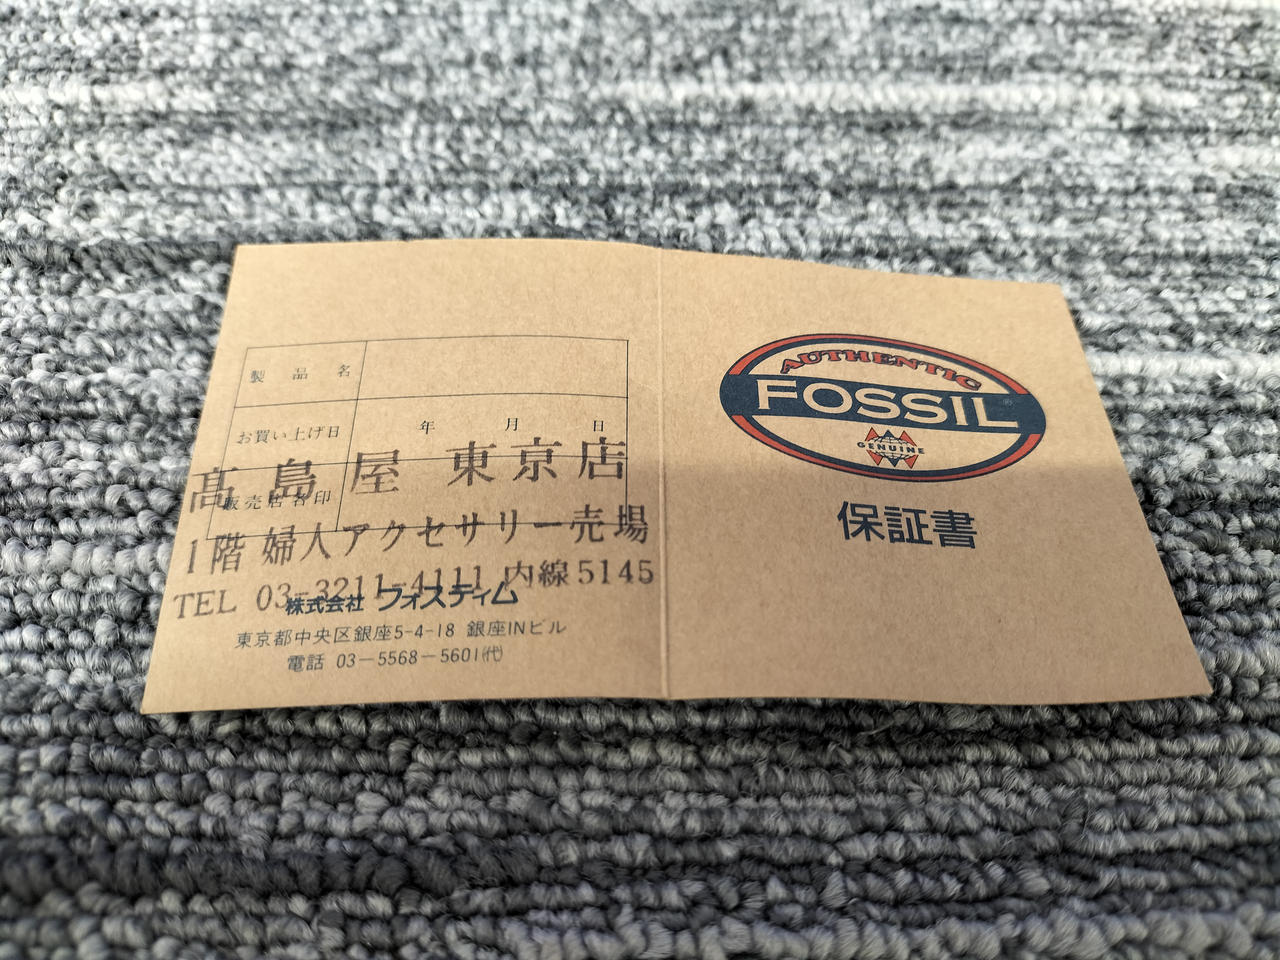 製品名
お買い上げ日 年 月 日
販売店名印
髙島屋 東京店
1階 婦人アクセサリー売場
TEL 03-3211-4111 内線5145
株式会社 フォスティム
東京都中央区銀座5-4-18 銀座INビル
電話 03-5568-5601㈹
AUTHENTIC
FOSSIL®
GENUINE
保証書